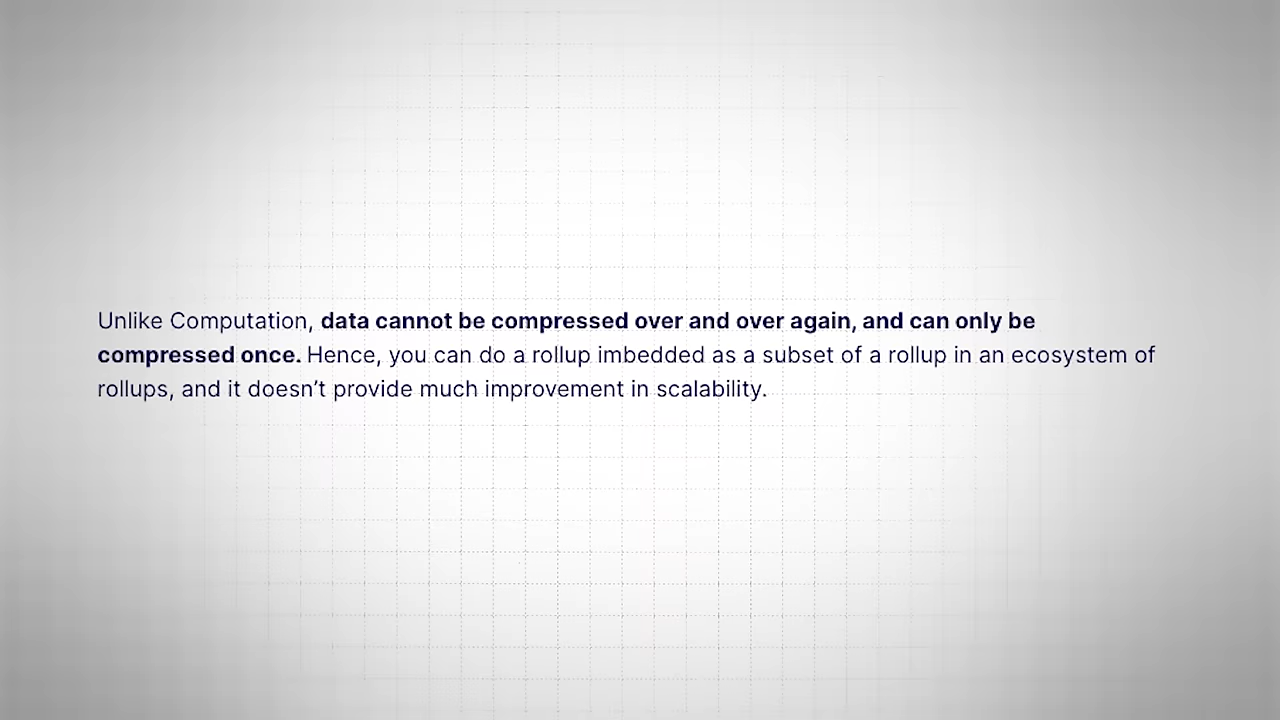 Unlike Computation, data cannot be compressed over and over again, and can only be
compressed once. Hence, you can do a rollup imbedded as a subset of a rollup in an ecosystem of
rollups, and it doesn’t provide much improvement in scalability.